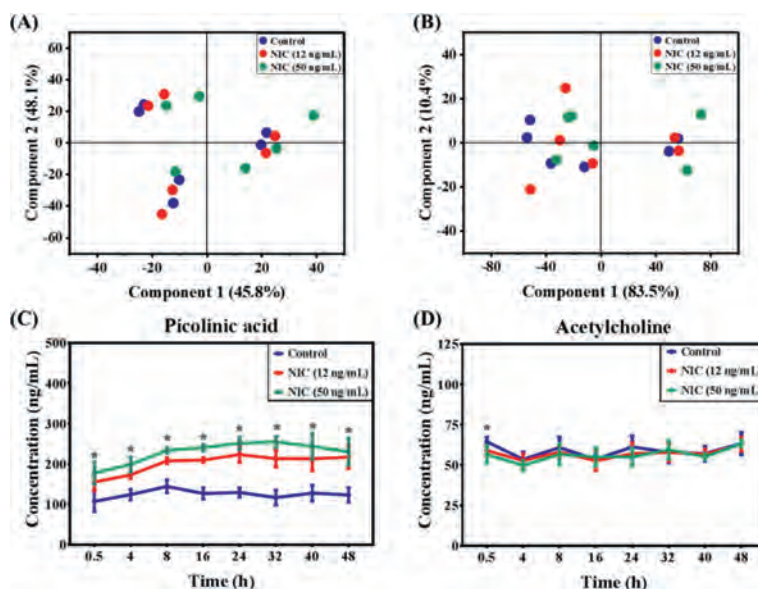 (A)
Control
NIC (12 ng/mL)
NIC (50 ng/mL)
Component 2 (48.1%)
60
40
20
0
-20
-40
-60
-40
-20
0
20
40
Component 1 (45.8%)
(B)
Control
NIC (12 ng/mL)
NIC (50 ng/mL)
Component 2 (10.4%)
40
20
0
-20
-40
-80
-40
0
40
80
Component 1 (83.5%)
(C)
Picolinic acid
Control
NIC (12 ng/mL)
NIC (50 ng/mL)
Concentration (ng/mL)
500
400
300
200
100
0
* * * * * * * *
0.5
4
8
16
24
32
40
48
Time (h)
(D)
Acetylcholine
Control
NIC (12 ng/mL)
NIC (50 ng/mL)
Concentration (ng/mL)
125
100
75
50
25
0
*
0.5
4
8
16
24
32
40
48
Time (h)